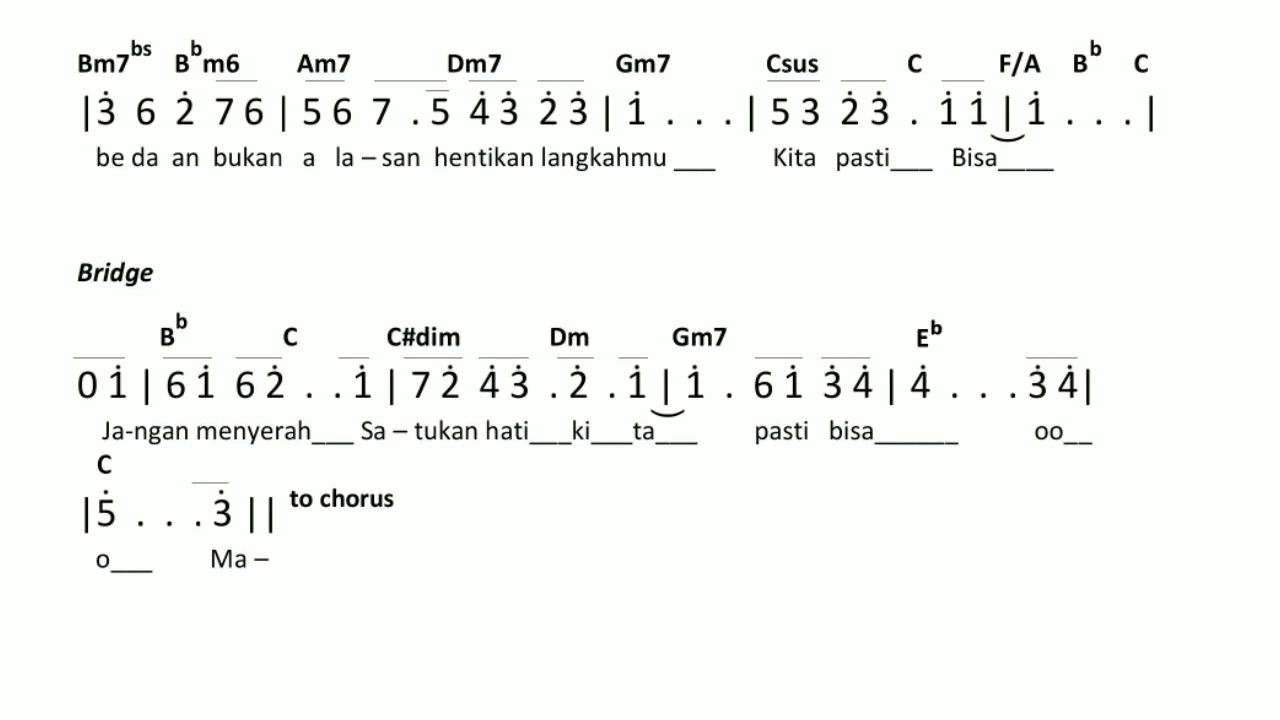 Bm7bs Bbm6 Am7 Dm7 Gm7 Csus C F/A Bb C
|3̇ 6 2̇ 7 6 | 5 6 7 . 5 4̇ 3̇ 2̇ 3̇ | 1̇ . . . | 5 3 2̇ 3̇ . 1̇ 1̇ | 1̇ . . . |
be da an bukan a la – san hentikan langkahmu ___ Kita pasti___ Bisa____
Bridge
Bb C C#dim Dm Gm7 Eb
0 1̇ | 6 1̇ 6 2̇ . . 1̇ | 7 2̇ 4̇ 3̇ . 2̇ . 1̇ | 1̇ . 6 1̇ 3̇ 4̇ | 4̇ . . . 3̇ 4̇|
Ja-ngan menyerah___ Sa – tukan hati___ki___ta___ pasti bisa______ oo__
C
|5̇ . . . 3̇ || to chorus
o___ Ma –